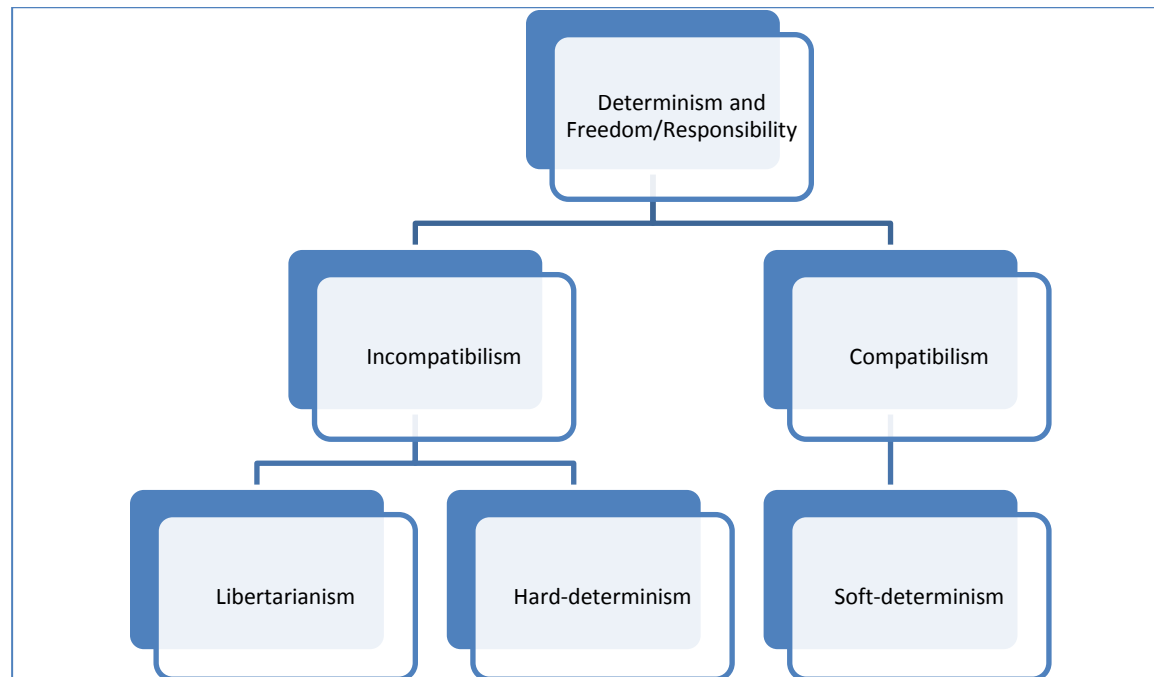 Determinism and
Freedom/Responsibility
Incompatibilism
Compatibilism
Libertarianism
Hard-determinism
Soft-determinism